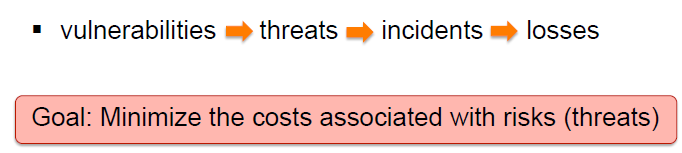 ▪ vulnerabilities ➡ threats ➡ incidents ➡ losses
Goal: Minimize the costs associated with risks (threats)